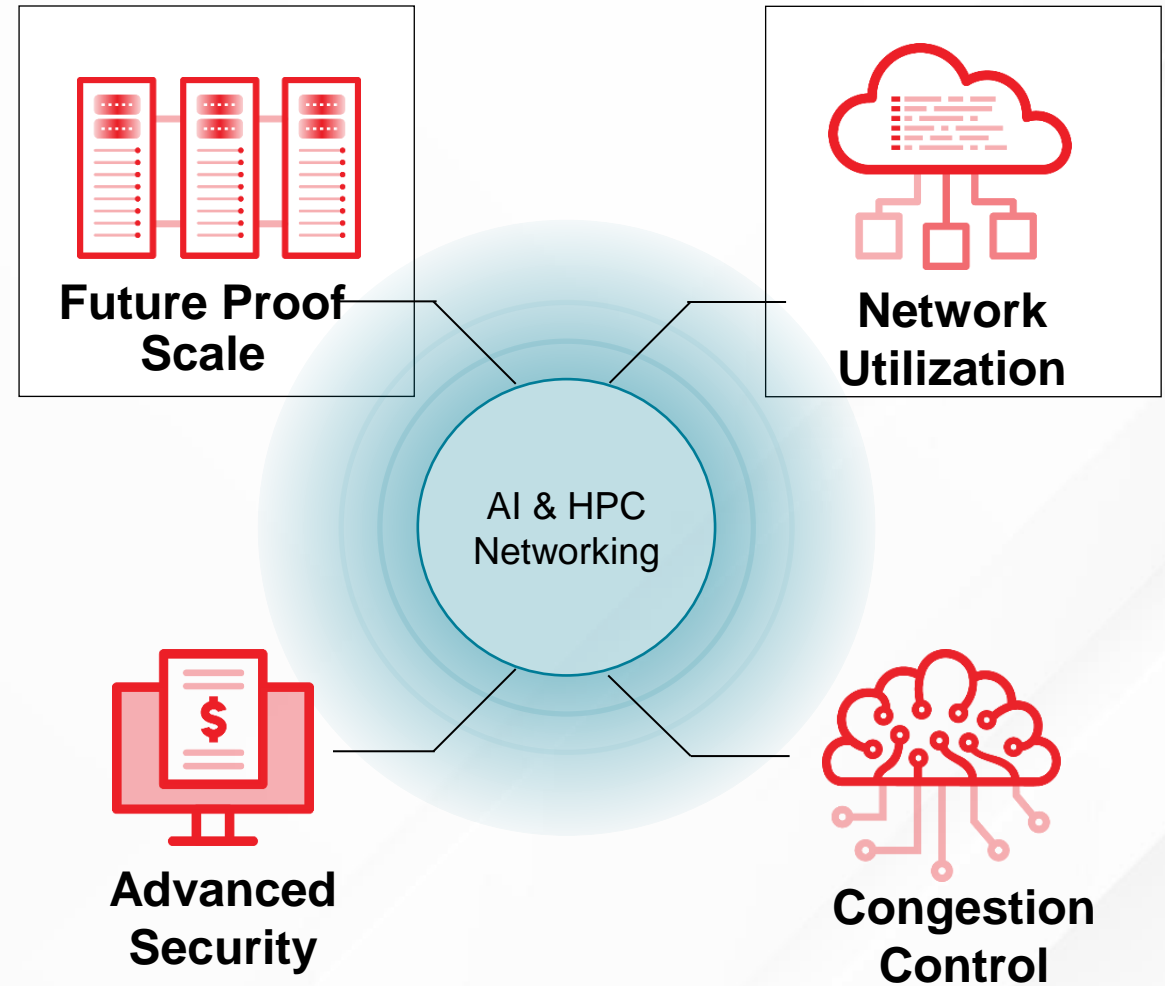 Future Proof
Scale
Network
Utilization
AI & HPC
Networking
$
Advanced
Security
Congestion
Control